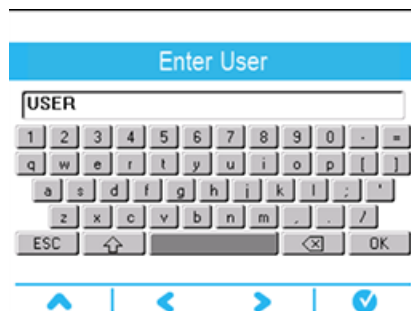 Enter User
USER
1 2 3 4 5 6 7 8 9 0 - =
q w e r t y u i o p [ ]
a s d f g h j k l ; '
z x c v b n m , . /
ESC OK